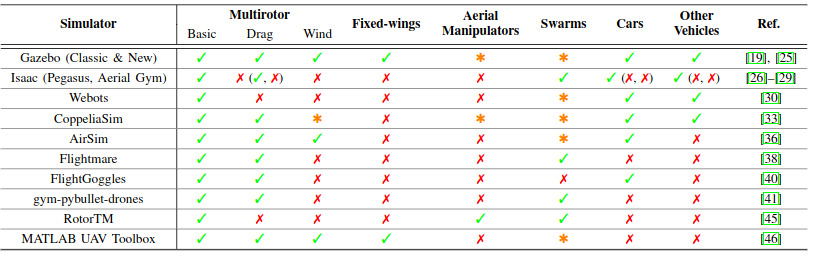 Simulator Multirotor Fixed-wings Aerial Manipulators Swarms Cars Other Vehicles Ref.
Basic Drag Wind
Gazebo (Classic & New) ✓ ✓ ✓ ✓ ✱ ✱ ✓ ✓ [19], [25]
Isaac (Pegasus, Aerial Gym) ✓ ✗ (✓, ✗) ✗ ✗ ✗ ✓ ✓ (✗, ✗) ✓ (✗, ✗) [26]–[29]
Webots ✓ ✗ ✗ ✗ ✗ ✱ ✓ ✓ [30]
CoppeliaSim ✓ ✓ ✱ ✗ ✱ ✱ ✓ ✓ [33]
AirSim ✓ ✓ ✓ ✗ ✗ ✱ ✓ ✗ [36]
Flightmare ✓ ✓ ✗ ✗ ✗ ✓ ✗ ✗ [38]
FlightGoggles ✓ ✓ ✗ ✗ ✗ ✗ ✓ ✗ [40]
gym-pybullet-drones ✓ ✓ ✗ ✗ ✗ ✓ ✗ ✗ [41]
RotorTM ✓ ✗ ✗ ✗ ✓ ✓ ✗ ✗ [45]
MATLAB UAV Toolbox ✓ ✓ ✓ ✓ ✗ ✱ ✗ ✗ [46]